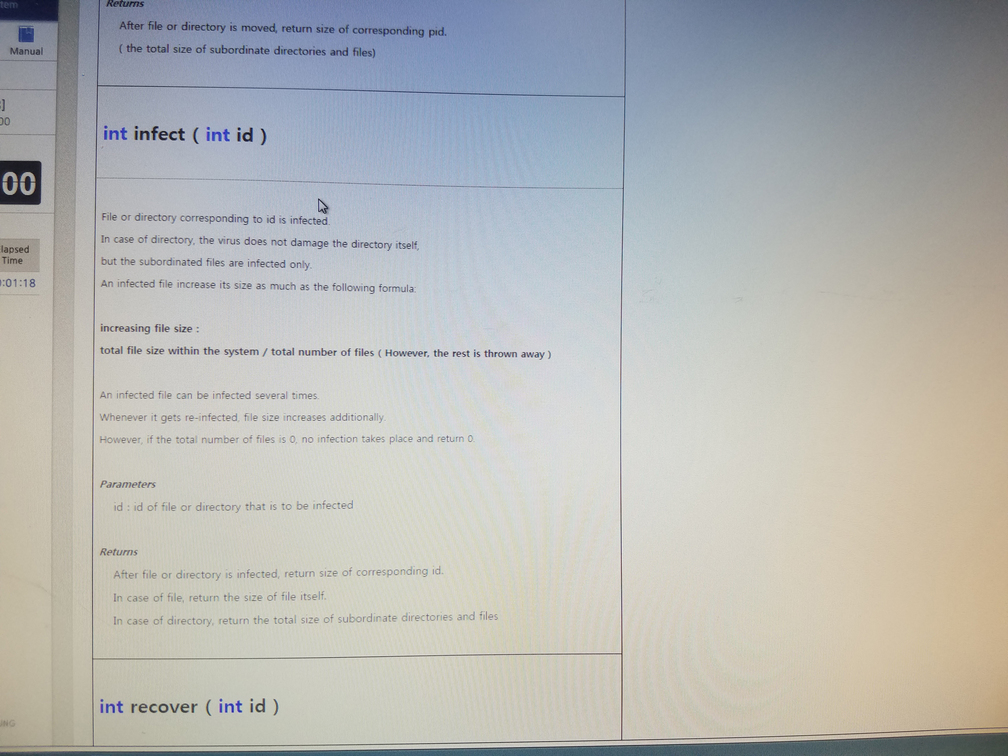 tem
Manual
]
00
00
lapsed
Time
:01:18
ING
Returns
After file or directory is moved, return size of corresponding pid.
( the total size of subordinate directories and files)
int infect ( int id )
File or directory corresponding to id is infected.
In case of directory, the virus does not damage the directory itself,
but the subordinated files are infected only.
An infected file increase its size as much as the following formula:
increasing file size :
total file size within the system / total number of files ( However, the rest is thrown away )
An infected file can be infected several times.
Whenever it gets re-infected, file size increases additionally.
However, if the total number of files is 0, no infection takes place and return 0.
Parameters
id : id of file or directory that is to be infected
Returns
After file or directory is infected, return size of corresponding id.
In case of file, return the size of file itself.
In case of directory, return the total size of subordinate directories and files
int recover ( int id )